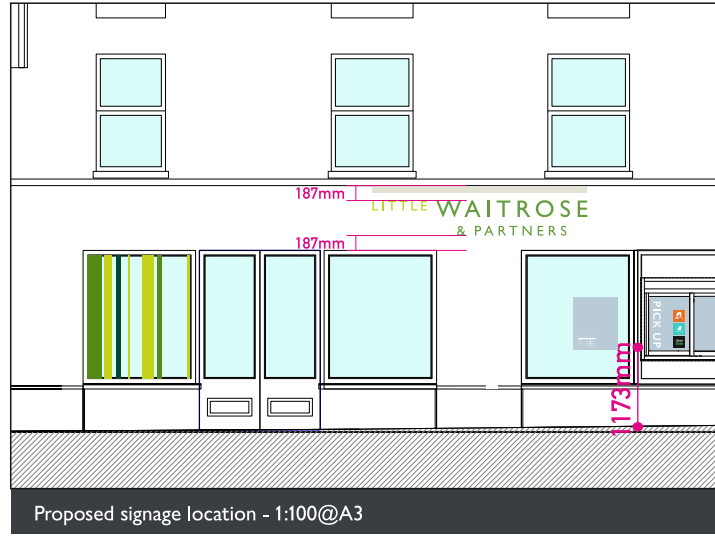 187mm
LITTLE WAITROSE
& PARTNERS
187mm
PICK UP
1173mm
Proposed signage location - 1:100@A3